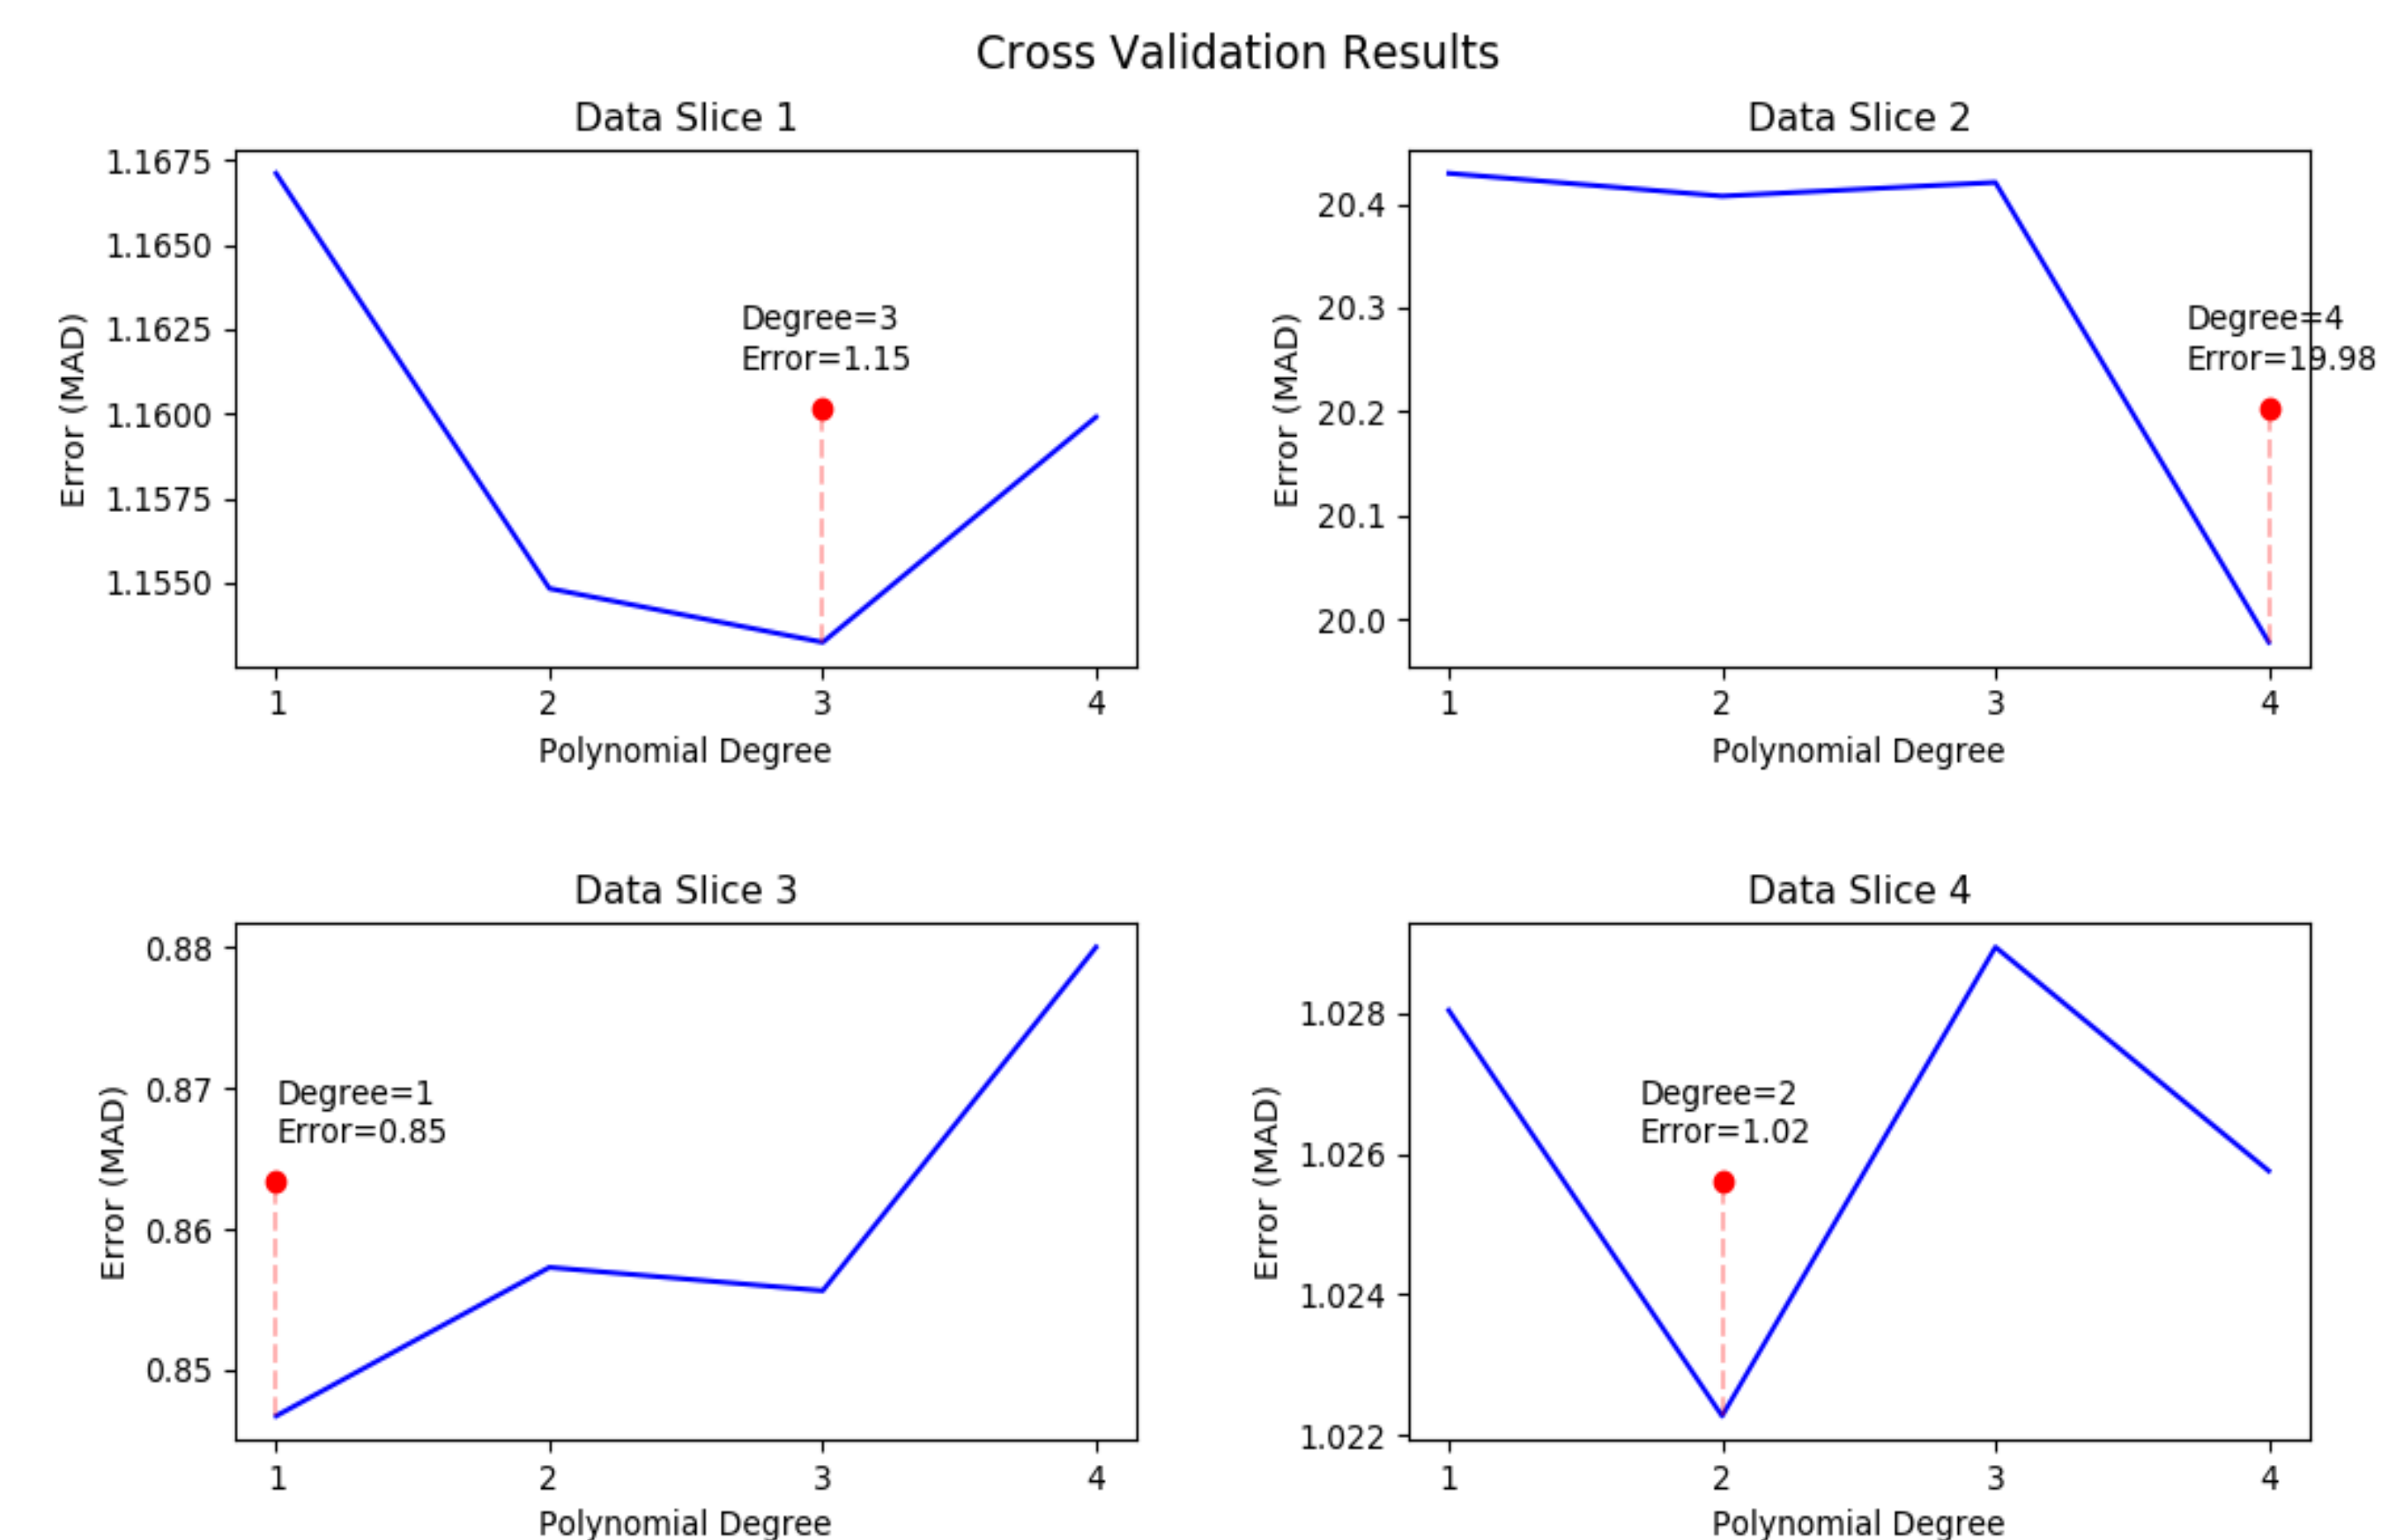 Cross Validation Results
Data Slice 1
1.1675
1.1650
1.1625
1.1600
1.1575
1.1550
Error (MAD)
Degree=3
Error=1.15
1 2 3 4
Polynomial Degree
Data Slice 2
20.4
20.3
20.2
20.1
20.0
Error (MAD)
Degree=4
Error=19.98
1 2 3 4
Polynomial Degree
Data Slice 3
0.88
0.87
0.86
0.85
Error (MAD)
Degree=1
Error=0.85
1 2 3 4
Polynomial Degree
Data Slice 4
1.028
1.026
1.024
1.022
Error (MAD)
Degree=2
Error=1.02
1 2 3 4
Polynomial Degree